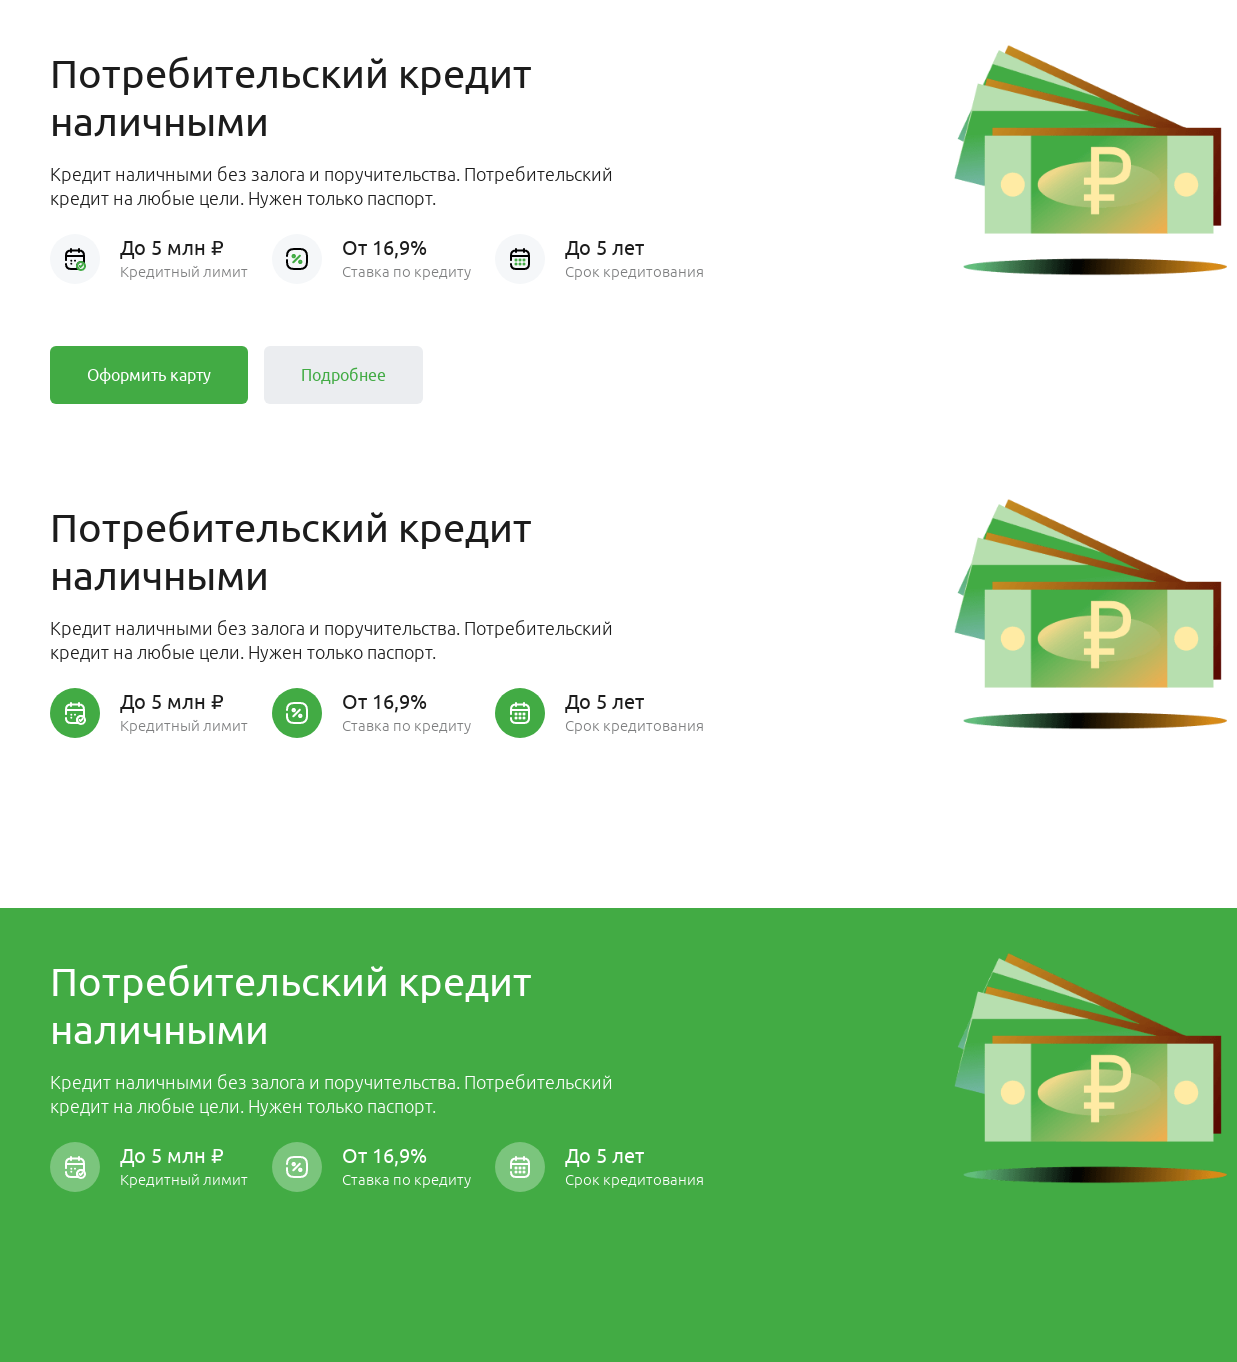 Потребительский кредит
наличными
Кредит наличными без залога и поручительства. Потребительский
кредит на любые цели. Нужен только паспорт.
До 5 млн ₽
Кредитный лимит
От 16,9%
Ставка по кредиту
До 5 лет
Срок кредитования
Оформить карту
Подробнее
₽
Потребительский кредит
наличными
Кредит наличными без залога и поручительства. Потребительский
кредит на любые цели. Нужен только паспорт.
До 5 млн ₽
Кредитный лимит
От 16,9%
Ставка по кредиту
До 5 лет
Срок кредитования
₽
Потребительский кредит
наличными
Кредит наличными без залога и поручительства. Потребительский
кредит на любые цели. Нужен только паспорт.
До 5 млн ₽
Кредитный лимит
От 16,9%
Ставка по кредиту
До 5 лет
Срок кредитования
₽